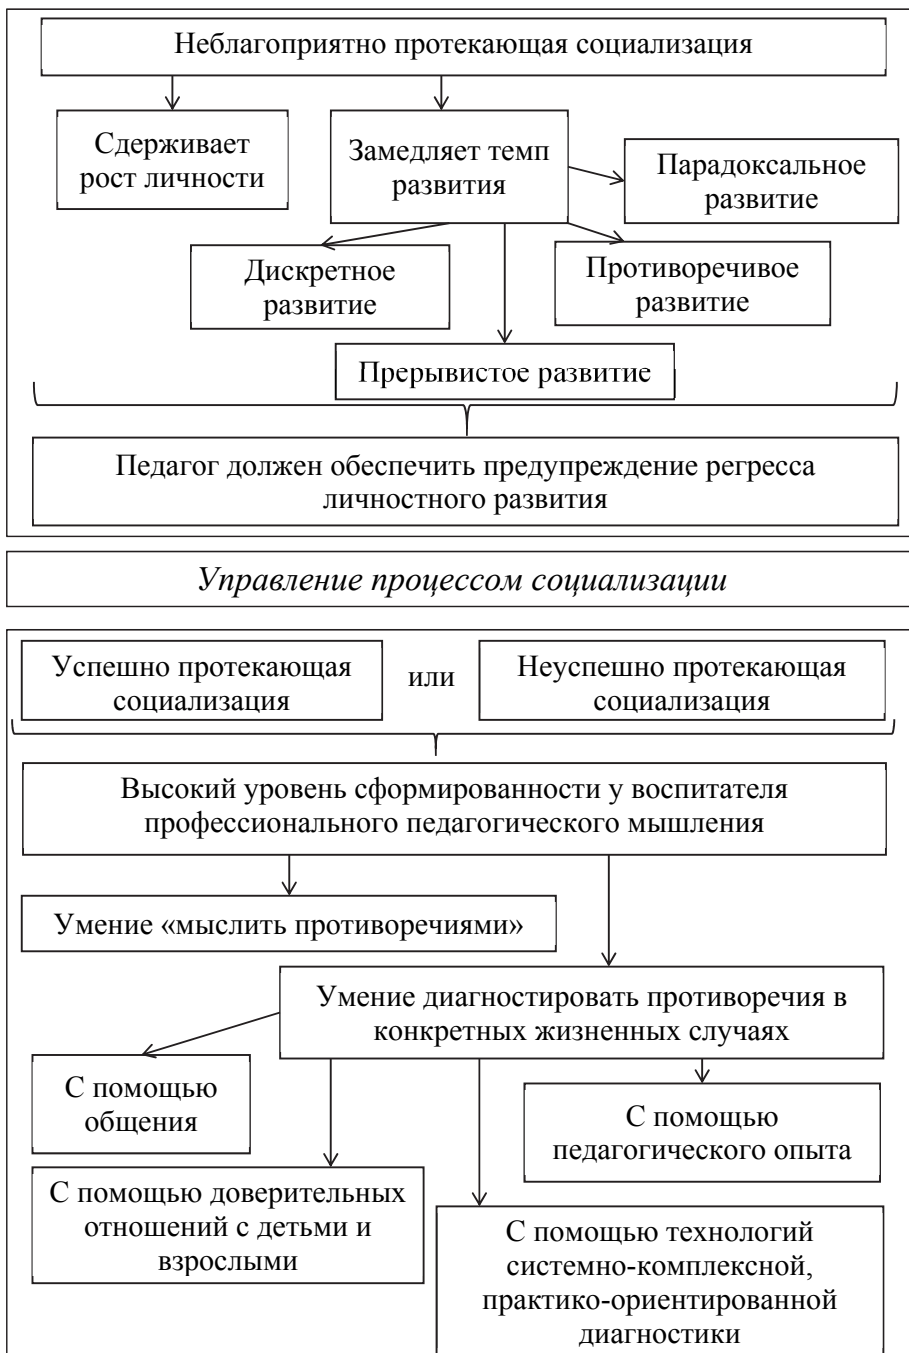 Неблагоприятно протекающая социализация
Сдерживает
рост личности
Замедляет темп
развития
Парадоксальное
развитие
Дискретное
развитие
Противоречивое
развитие
Прерывистое развитие
Педагог должен обеспечить предупреждение регресса
личностного развития
Управление процессом социализации
Успешно протекающая
социализация
или
Неуспешно протекающая
социализация
Высокий уровень сформированности у воспитателя
профессионального педагогического мышления
Умение «мыслить противоречиями»
Умение диагностировать противоречия в
конкретных жизненных случаях
С помощью
общения
С помощью
педагогического опыта
С помощью доверительных
отношений с детьми и
взрослыми
С помощью технологий
системно-комплексной,
практико-ориентированной
диагностики